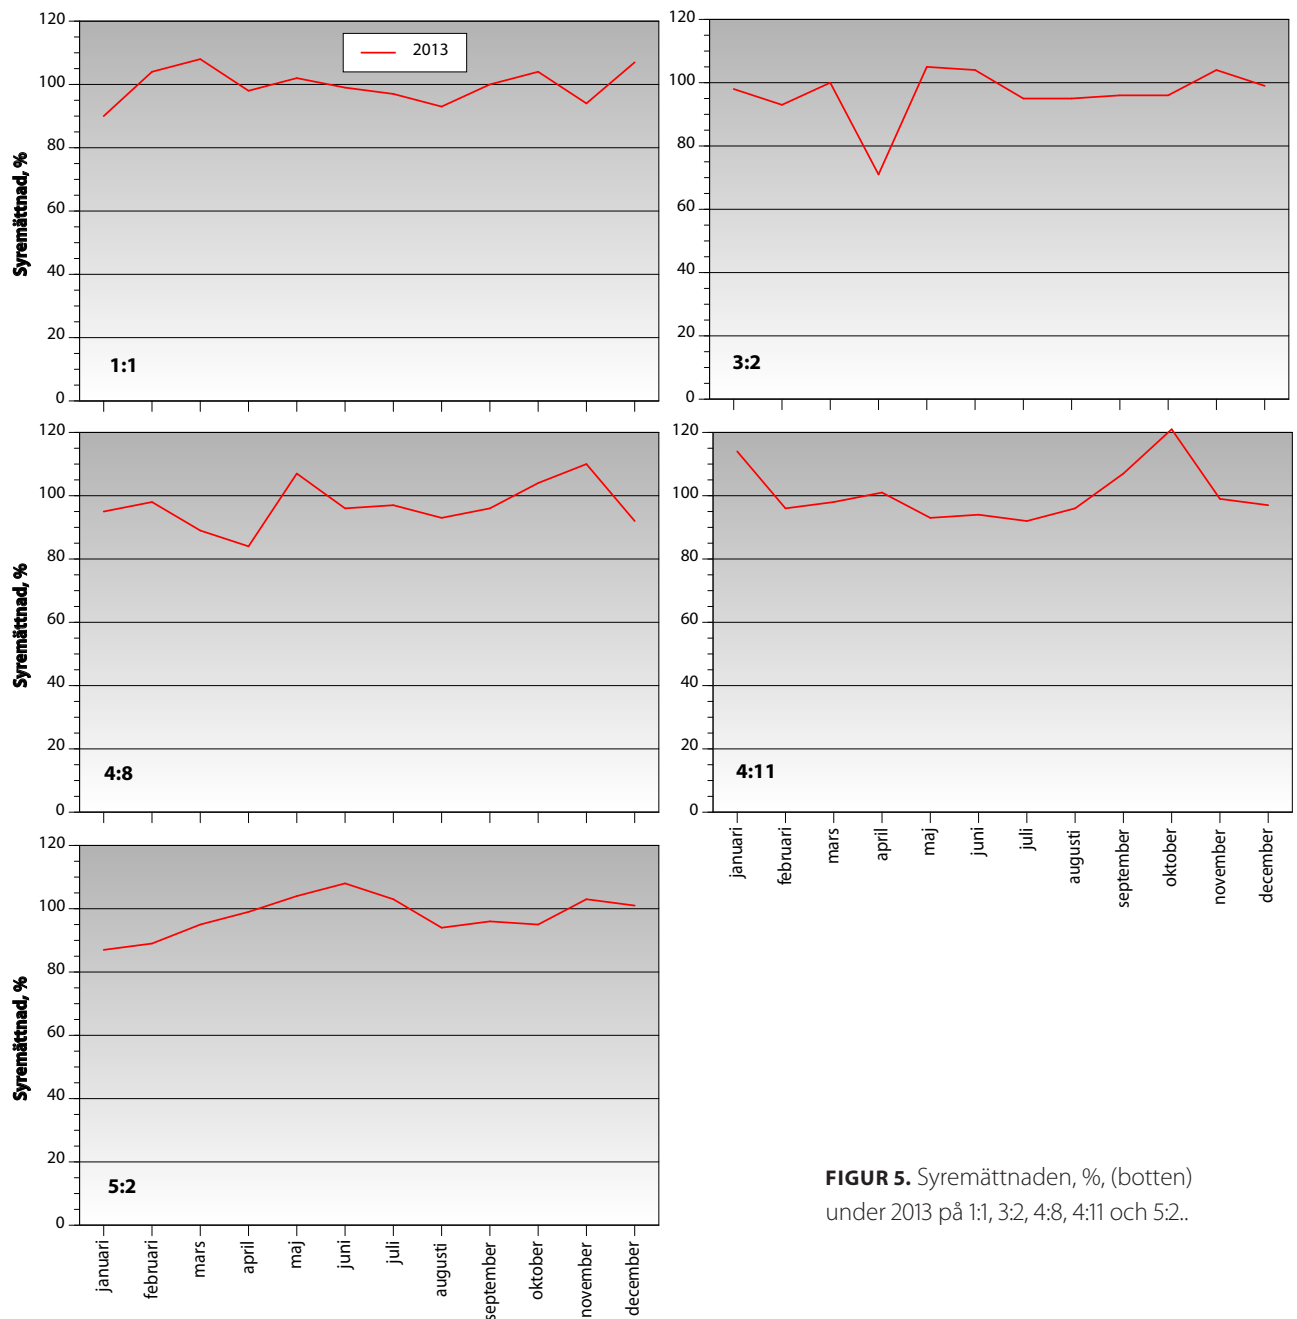 120
100
80
60
40
20
0
Syremättnad, %
2013
1:1
120
100
80
60
40
20
0
3:2
120
100
80
60
40
20
0
Syremättnad, %
4:8
120
100
80
60
40
20
0
4:11
januari
februari
mars
april
maj
juni
juli
augusti
september
oktober
november
december
120
100
80
60
40
20
0
Syremättnad, %
5:2
januari
februari
mars
april
maj
juni
juli
augusti
september
oktober
november
december
FIGUR 5. Syremättnaden, %, (botten)
under 2013 på 1:1, 3:2, 4:8, 4:11 och 5:2..